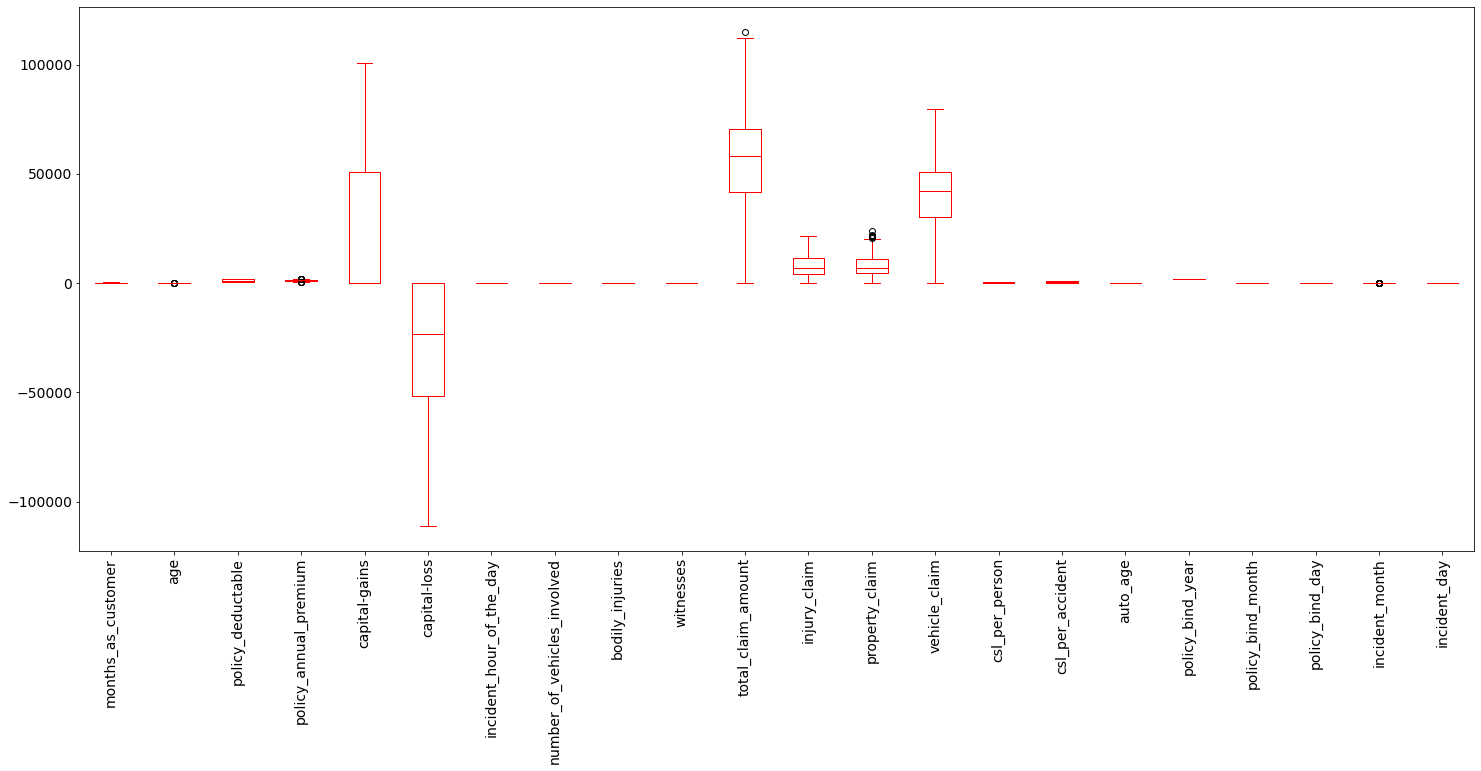 100000
50000
0
−50000
−100000
months_as_customer
age
policy_deductable
policy_annual_premium
capital-gains
capital-loss
incident_hour_of_the_day
number_of_vehicles_involved
bodily_injuries
witnesses
total_claim_amount
injury_claim
property_claim
vehicle_claim
csl_per_person
csl_per_accident
auto_age
policy_bind_year
policy_bind_month
policy_bind_day
incident_month
incident_day